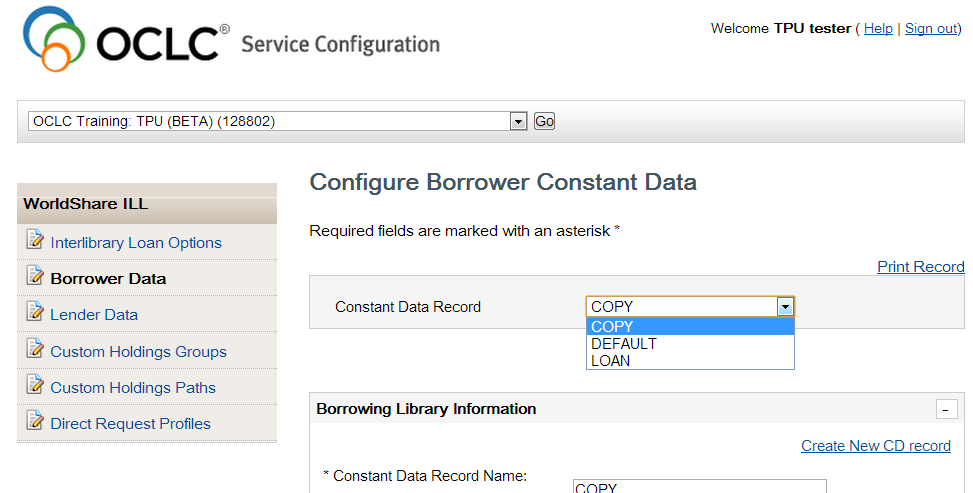 OCLC® Service Configuration
Welcome TPU tester ( Help | Sign out)
OCLC Training: TPU (BETA) (128802) Go
WorldShare ILL
Interlibrary Loan Options
Borrower Data
Lender Data
Custom Holdings Groups
Custom Holdings Paths
Direct Request Profiles
Configure Borrower Constant Data
Required fields are marked with an asterisk *
Print Record
Constant Data Record COPY
COPY
DEFAULT
LOAN
Borrowing Library Information -
Create New CD record
* Constant Data Record Name:
COPY